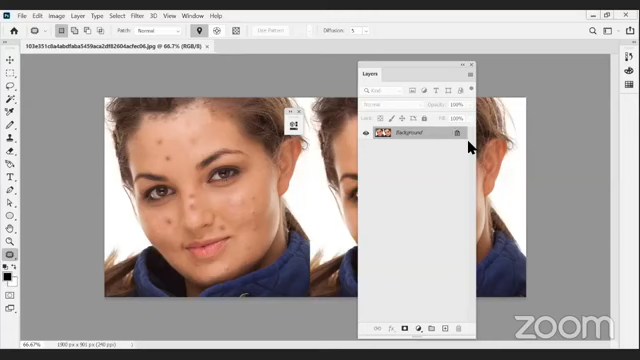 File Edit Image Layer Type Select Filter 3D View Window Help
Patch: Normal Use Pattern Diffusion: 5
103e351c0a4abdfaba5459aca2df82604acfec06.jpg @ 66.7% (RGB/8)
Layers
Kind
Normal Opacity: 100%
Lock: Fill: 100%
Background
66.67% 1900 px x 901 px (240 ppi)
zoom